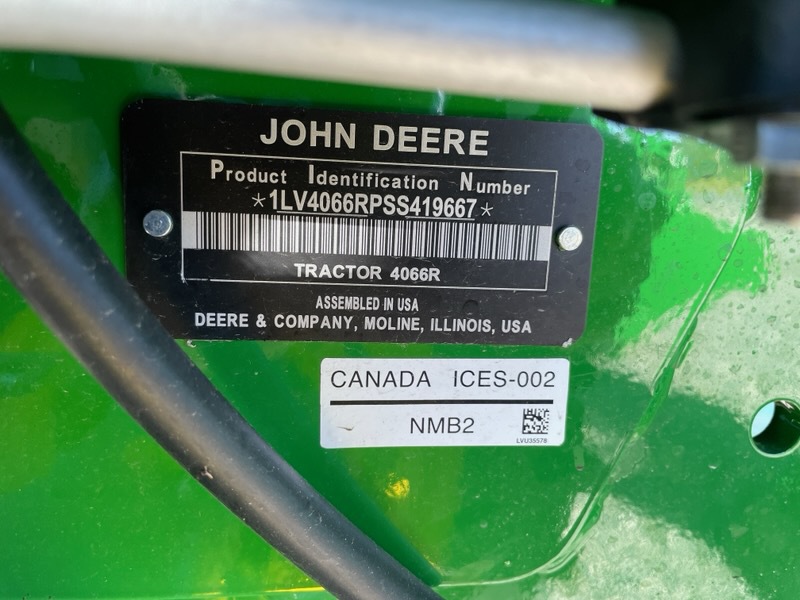 JOHN DEERE
Product Identification Number
*1LV4066RPSS419667*
TRACTOR 4066R
ASSEMBLED IN USA
DEERE & COMPANY, MOLINE, ILLINOIS, USA
CANADA ICES-002
NMB2
LVU35578